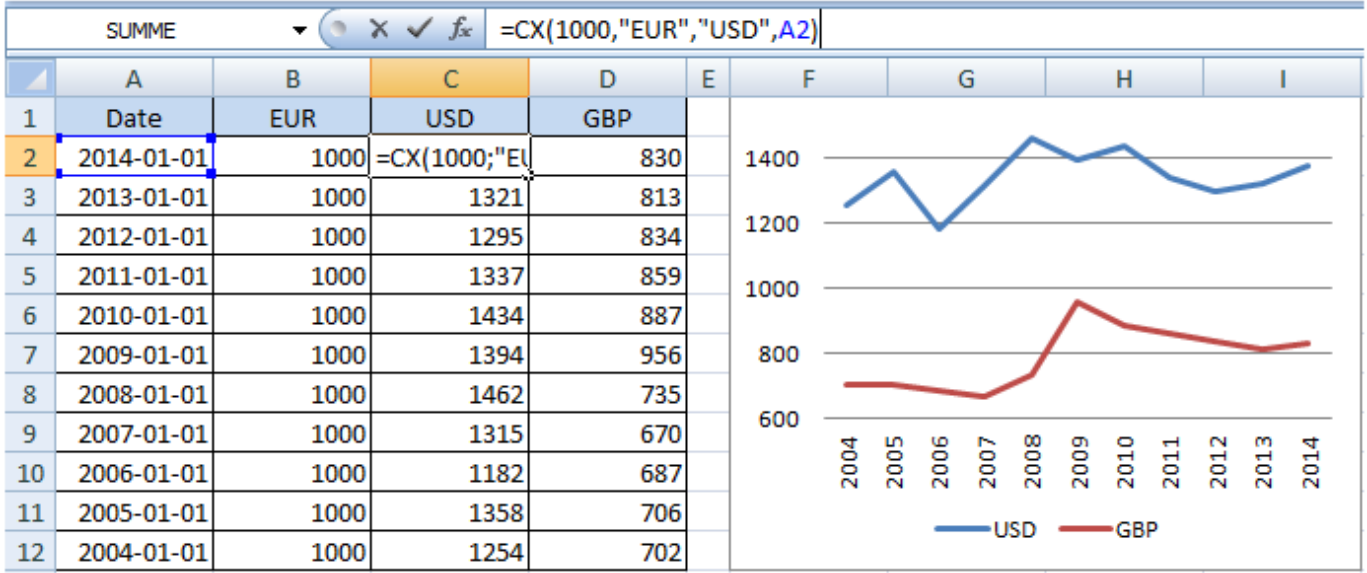 SUMME fx =CX(1000,"EUR","USD",A2)
A B C D E F G H I
1 Date EUR USD GBP
2 2014-01-01 1000 =CX(1000;"EU 830
3 2013-01-01 1000 1321 813
4 2012-01-01 1000 1295 834
5 2011-01-01 1000 1337 859
6 2010-01-01 1000 1434 887
7 2009-01-01 1000 1394 956
8 2008-01-01 1000 1462 735
9 2007-01-01 1000 1315 670
10 2006-01-01 1000 1182 687
11 2005-01-01 1000 1358 706
12 2004-01-01 1000 1254 702
1400
1200
1000
800
600
2004 2005 2006 2007 2008 2009 2010 2011 2012 2013 2014
USD GBP